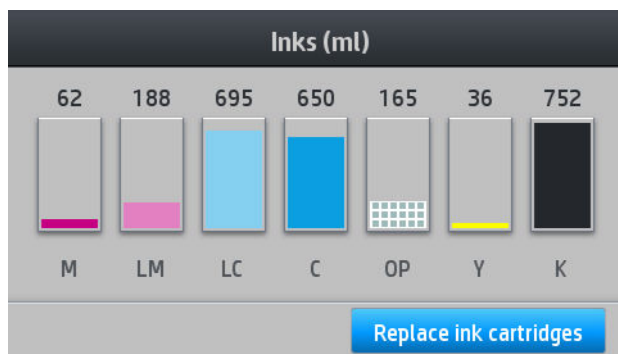 Inks (ml)
62 188 695 650 165 36 752
M LM LC C OP Y K
Replace ink cartridges